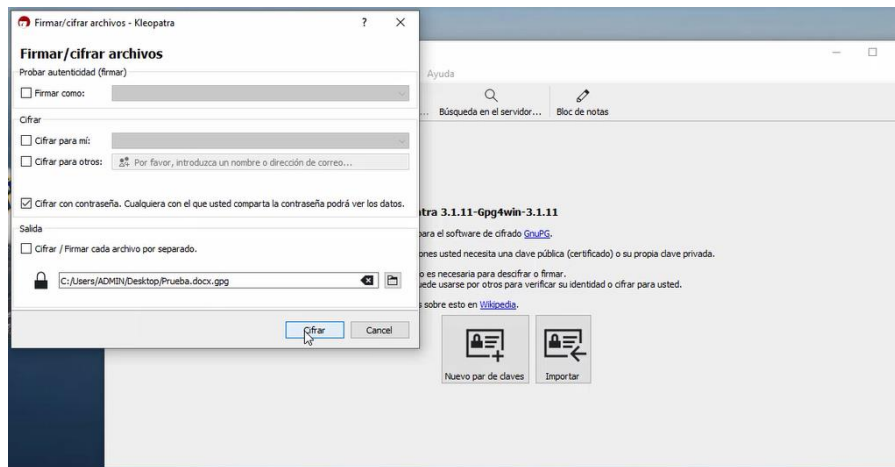 Firmar/cifrar archivos - Kleopatra
Firmar/cifrar archivos
Probar autenticidad (firmar)
Firmar como:
Cifrar
Cifrar para mí:
Cifrar para otros: Por favor, introduzca un nombre o dirección de correo...
Cifrar con contraseña. Cualquiera con el que usted comparta la contraseña podrá ver los datos.
Salida
Cifrar / Firmar cada archivo por separado.
C:/Users/ADMIN/Desktop/Prueba.docx.gpg
Cifrar Cancel
Ayuda
... Búsqueda en el servidor... Bloc de notas
tra 3.1.11-Gpg4win-3.1.11
para el software de cifrado GnuPG.
nes usted necesita una clave pública (certificado) o su propia clave privada.
o es necesaria para descifrar o firmar.
ede usarse por otros para verificar su identidad o cifrar para usted.
sobre esto en Wikipedia.
Nuevo par de claves Importar